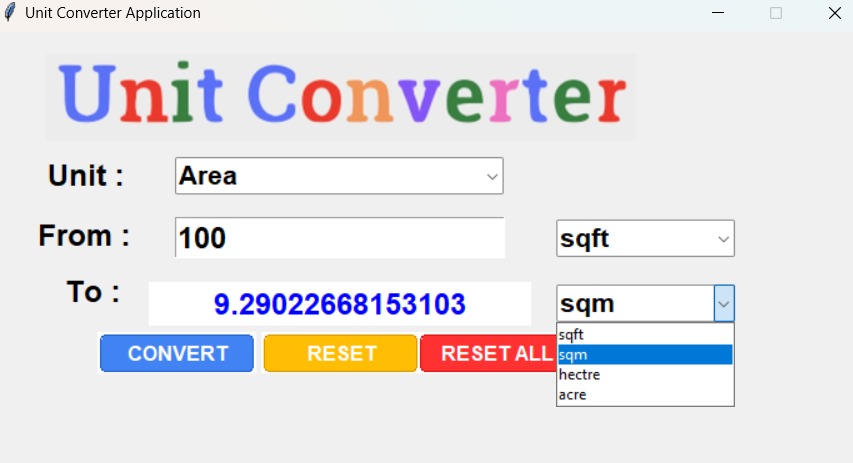 Unit Converter Application
Unit Converter
Unit : Area
From : 100 sqft
To : 9.29022668153103 sqm
CONVERT RESET RESET ALL
sqft
sqm
hectre
acre